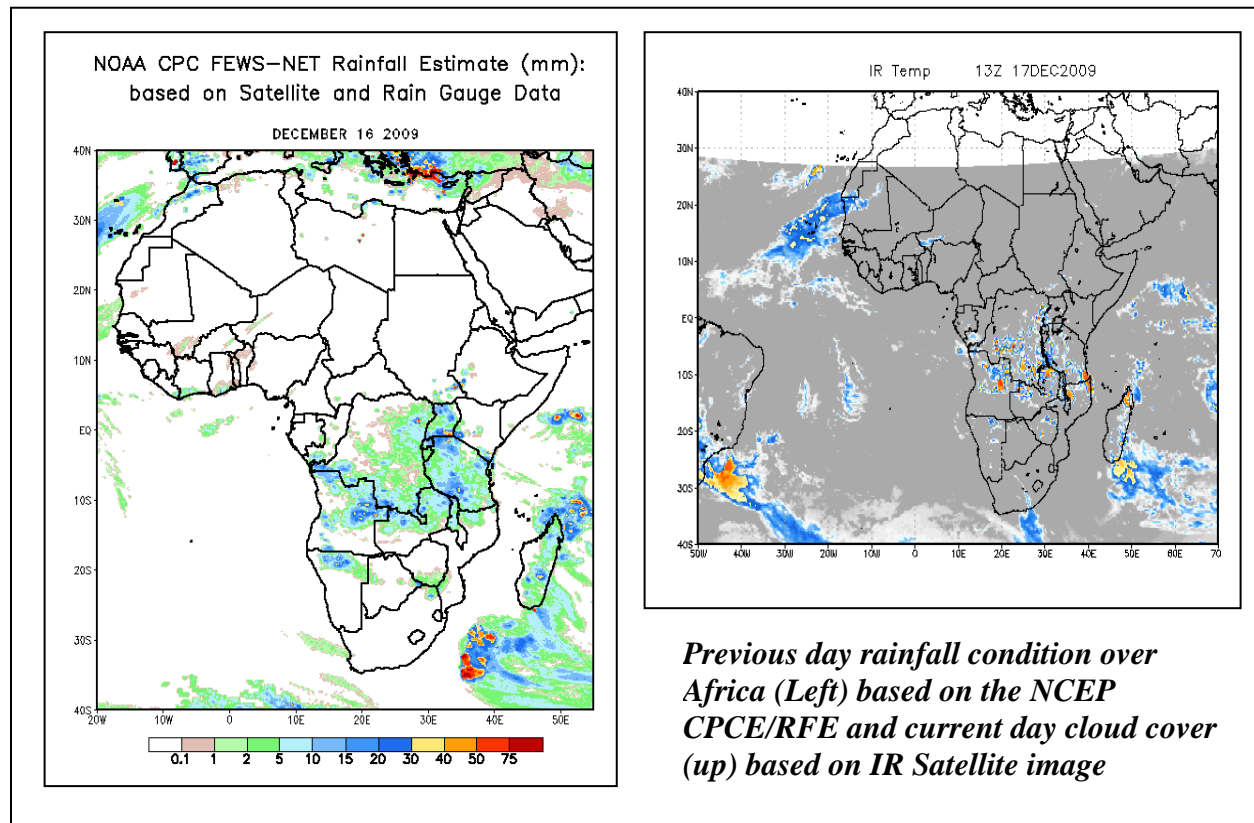 NOAA CPC FEWS-NET Rainfall Estimate (mm):
based on Satellite and Rain Gauge Data
DECEMBER 16 2009
40N
30N
20N
10N
EQ
10S
20S
30S
40S
20W 10W 0 10E 20E 30E 40E 50E
0.1 1 2 5 10 15 20 30 40 50 75
IR Temp 13Z 17DEC2009
40N
30N
20N
10N
EQ
10S
20S
30S
40S
50W 40W 30W 20W 10W 0 10E 20E 30E 40E 50E 60E 70
Previous day rainfall condition over
Africa (Left) based on the NCEP
CPCE/RFE and current day cloud cover
(up) based on IR Satellite image